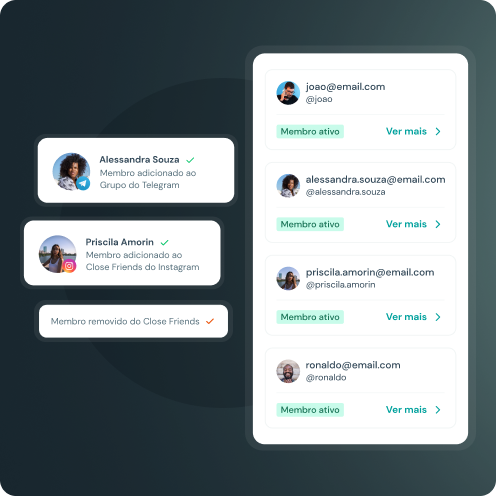 Alessandra Souza
Membro adicionado ao
Grupo do Telegram
Priscila Amorin
Membro adicionado ao
Close Friends do Instagram
Membro removido do Close Friends
joao@email.com
@joao
Membro ativo
Ver mais
alessandra.souza@email.com
@alessandra.souza
Membro ativo
Ver mais
priscila.amorin@email.com
@priscila.amorin
Membro ativo
Ver mais
ronaldo@email.com
@ronaldo
Membro ativo
Ver mais